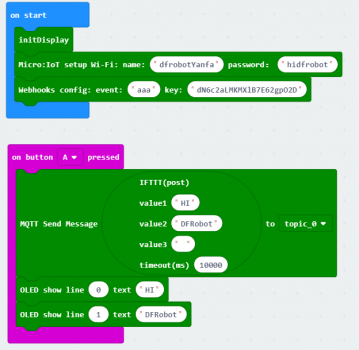 on start
initDisplay
Micro:IoT setup Wi-Fi: name: "dfrobotYanfa" password: "hidfrobot"
Webhooks config: event: "aaa" key: "dN6c2aLMKMXlB7E62gpO2D"
on button A pressed
IFTTT(post)
value1 "HI"
MQTT Send Message value2 "DFRobot" to topic_0
value3 " "
timeout(ms) 10000
OLED show line 0 text "HI"
OLED show line 1 text "DFRobot"